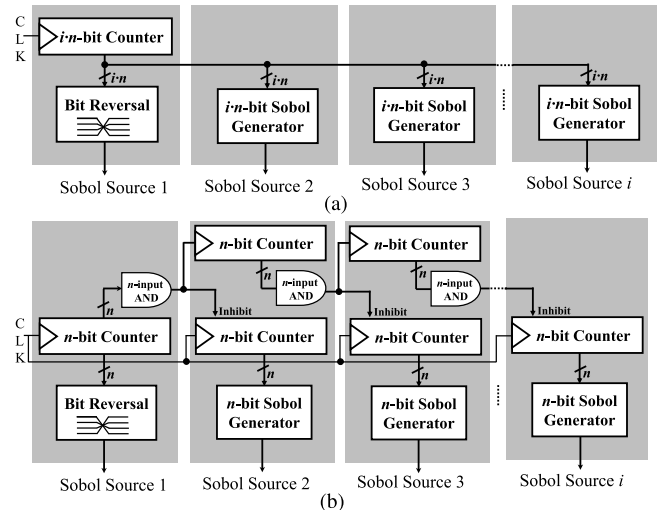 C
L
K
i·n-bit Counter
i·n
i·n
i·n
i·n
Bit Reversal
i·n-bit Sobol
Generator
i·n-bit Sobol
Generator
i·n-bit Sobol
Generator
Sobol Source 1
Sobol Source 2
Sobol Source 3
Sobol Source i
(a)
n-bit Counter
n-bit Counter
n
n
n-input
AND
n-input
AND
n-input
AND
n
Inhibit
Inhibit
Inhibit
C
L
K
n-bit Counter
n-bit Counter
n-bit Counter
n-bit Counter
n
n
n
n
Bit Reversal
n-bit Sobol
Generator
n-bit Sobol
Generator
n-bit Sobol
Generator
Sobol Source 1
Sobol Source 2
Sobol Source 3
Sobol Source i
(b)